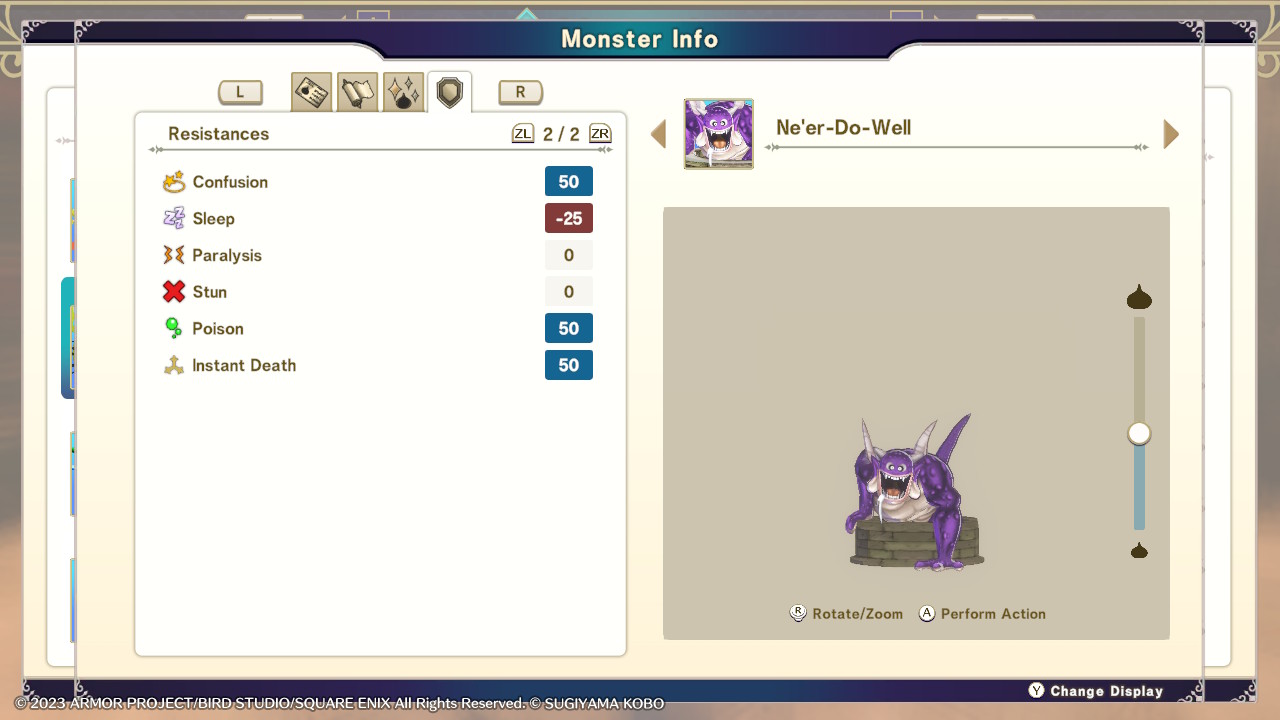 Monster Info
L
R
Resistances
ZL 2 / 2 ZR
Confusion 50
Sleep -25
Paralysis 0
Stun 0
Poison 50
Instant Death 50
Ne'er-Do-Well
R Rotate/Zoom A Perform Action
Y Change Display
© 2023 ARMOR PROJECT/BIRD STUDIO/SQUARE ENIX All Rights Reserved. © SUGIYAMA KOBO